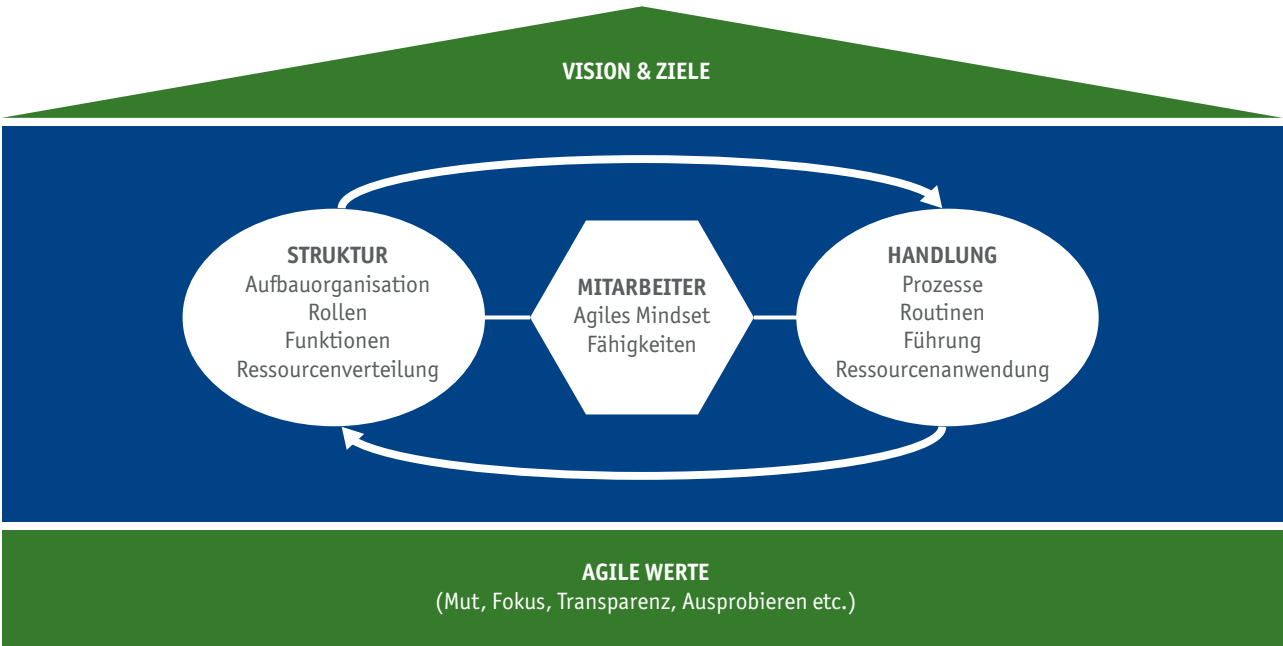 VISION & ZIELE
STRUKTUR
Aufbauorganisation
Rollen
Funktionen
Ressourcenverteilung
MITARBEITER
Agiles Mindset
Fähigkeiten
HANDLUNG
Prozesse
Routinen
Führung
Ressourcenanwendung
AGILE WERTE
(Mut, Fokus, Transparenz, Ausprobieren etc.)